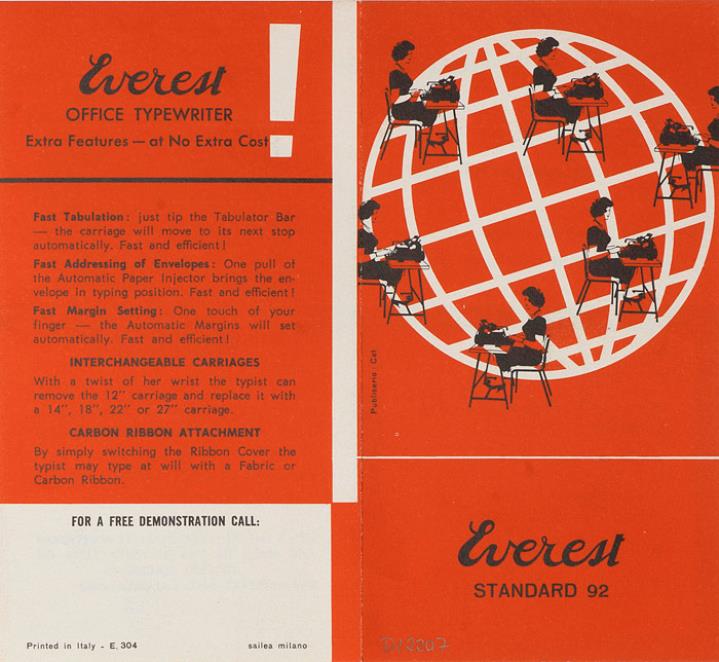 Everest
OFFICE TYPEWRITER
Extra Features — at No Extra Cost!
Fast Tabulation: just tip the Tabulator Bar
— the carriage will move to its next stop
automatically. Fast and efficient!
Fast Addressing of Envelopes: One pull of
the Automatic Paper Injector brings the en-
velope in typing position. Fast and efficient!
Fast Margin Setting: One touch of your
finger — the Automatic Margins will set
automatically. Fast and efficient!
INTERCHANGEABLE CARRIAGES
With a twist of her wrist the typist can
remove the 12″ carriage and replace it with
a 14″, 18″, 22″ or 27″ carriage.
CARBON RIBBON ATTACHMENT
By simply switching the Ribbon Cover the
typist may type at will with a Fabric or
Carbon Ribbon.
FOR A FREE DEMONSTRATION CALL:
Printed in Italy - E. 304
sailea milano
Everest
STANDARD 92